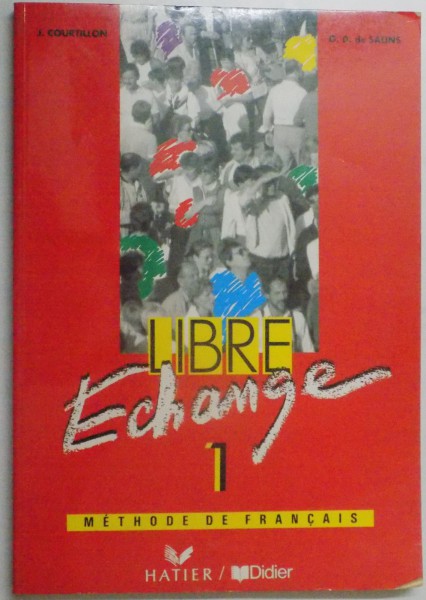 J. COURTILLON
G. D. de SALINS
LIBRE
Echange
1
MÉTHODE DE FRANÇAIS
HATIER / Didier